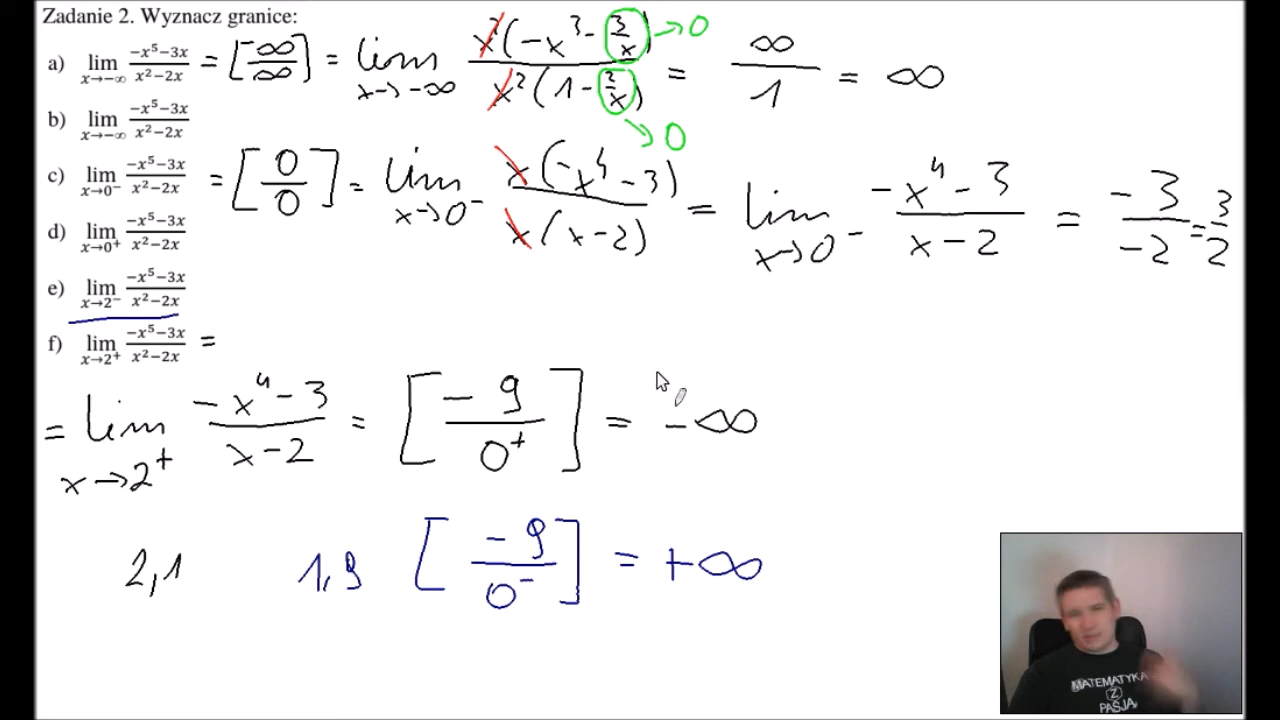 Zadanie 2. Wyznacz granice:
a) lim x→−∞ (−x⁵−3x)/(x²−2x) = [−∞/∞] = lim x→−∞ x²(−x³ − 3/x)/x²(1 − 2/x) = ∞/1 = ∞
→0
→0
b) lim x→−∞ (−x⁵−3x)/(x²−2x)
c) lim x→0⁻ (−x⁵−3x)/(x²−2x) = [0/0] = lim x→0⁻ x(−x⁴−3)/x(x−2) = lim x→0⁻ (−x⁴−3)/(x−2) = −3/−2 = 3/2
d) lim x→0⁺ (−x⁵−3x)/(x²−2x)
e) lim x→2⁻ (−x⁵−3x)/(x²−2x)
f) lim x→2⁺ (−x⁵−3x)/(x²−2x) =
= lim x→2⁺ (−x⁴−3)/(x−2) = [−9/0⁺] = −∞
2,1 1,9 [−9/0⁻] = +∞
MATEMATYKA
Z
PASJĄ